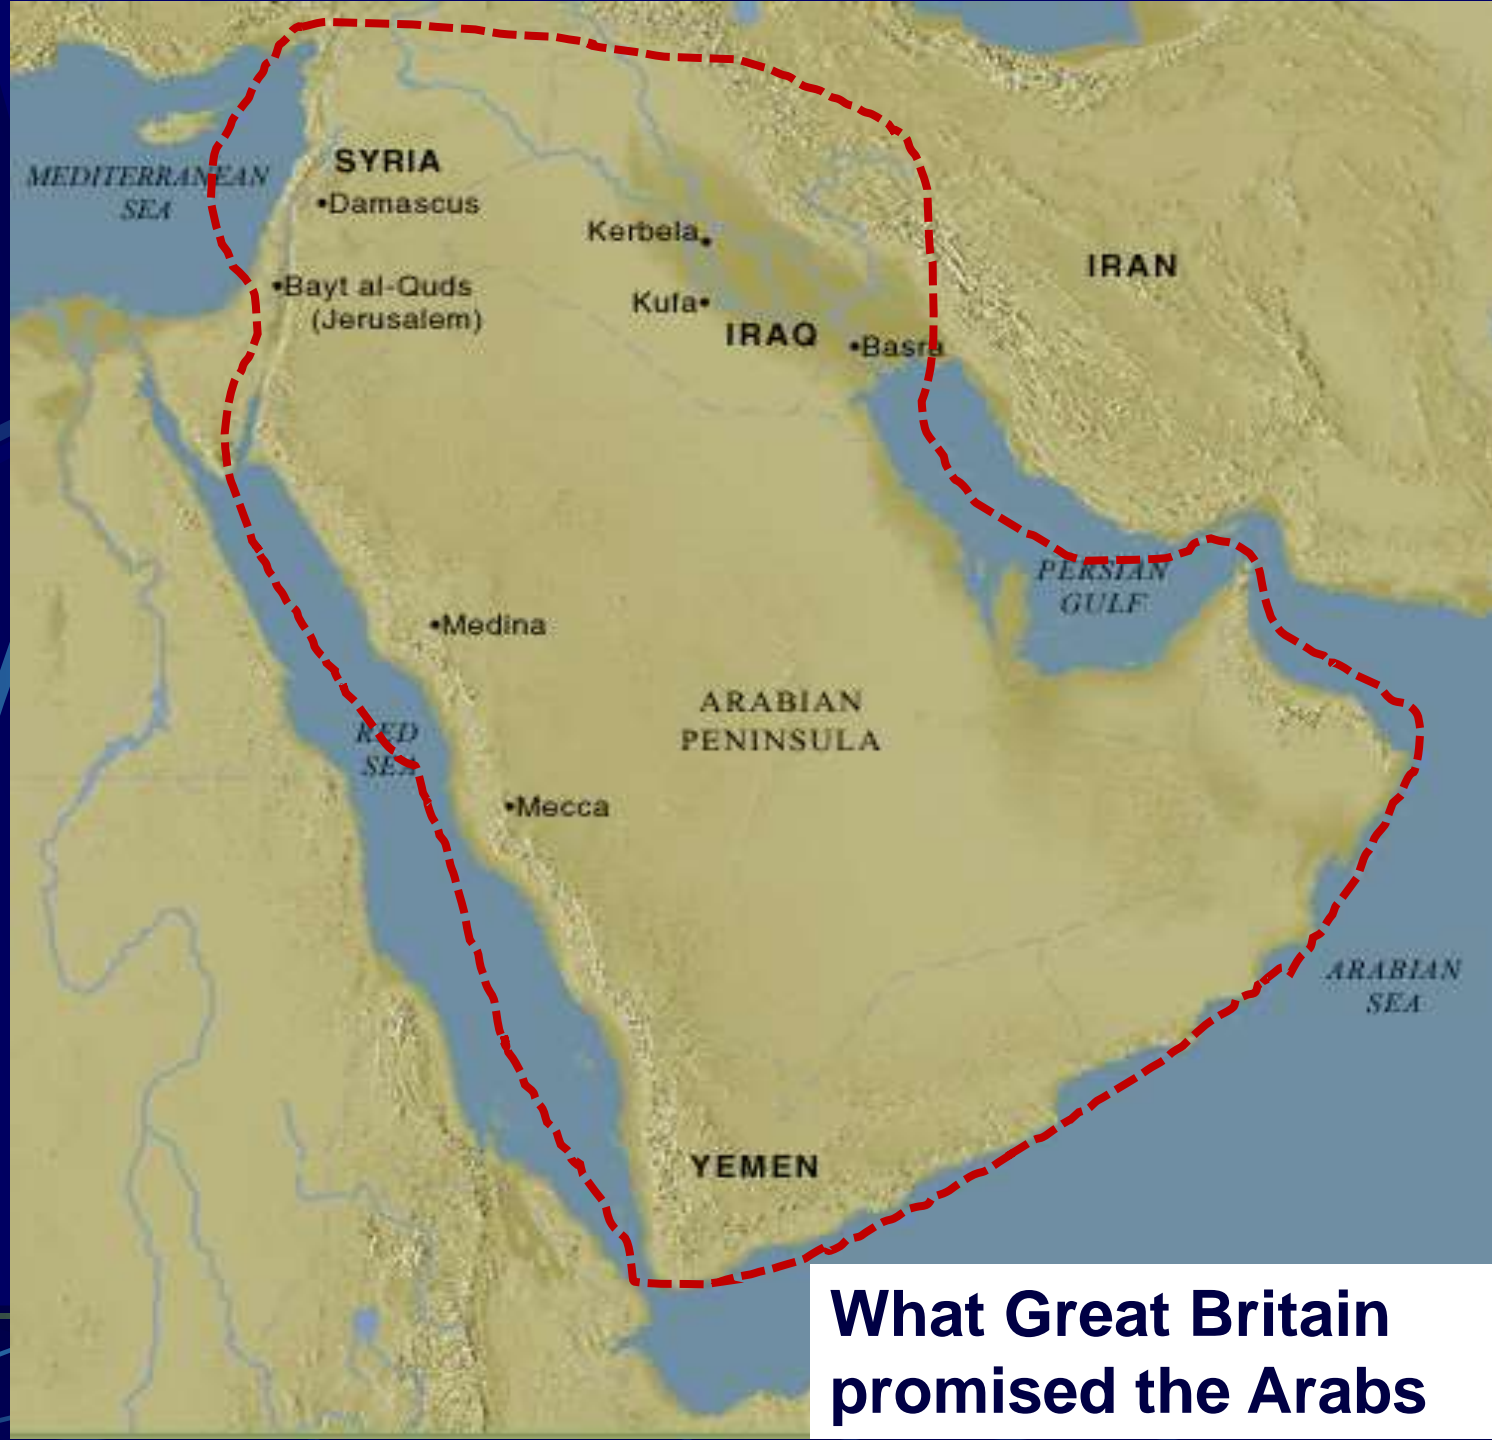 MEDITERRANEAN
SEA
SYRIA
•Damascus
Kerbela
•Bayt al-Quds
(Jerusalem)
Kufa•
IRAQ
•Basra
IRAN
PERSIAN
GULF
•Medina
ARABIAN
PENINSULA
RED
SEA
•Mecca
ARABIAN
SEA
YEMEN
What Great Britain
promised the Arabs